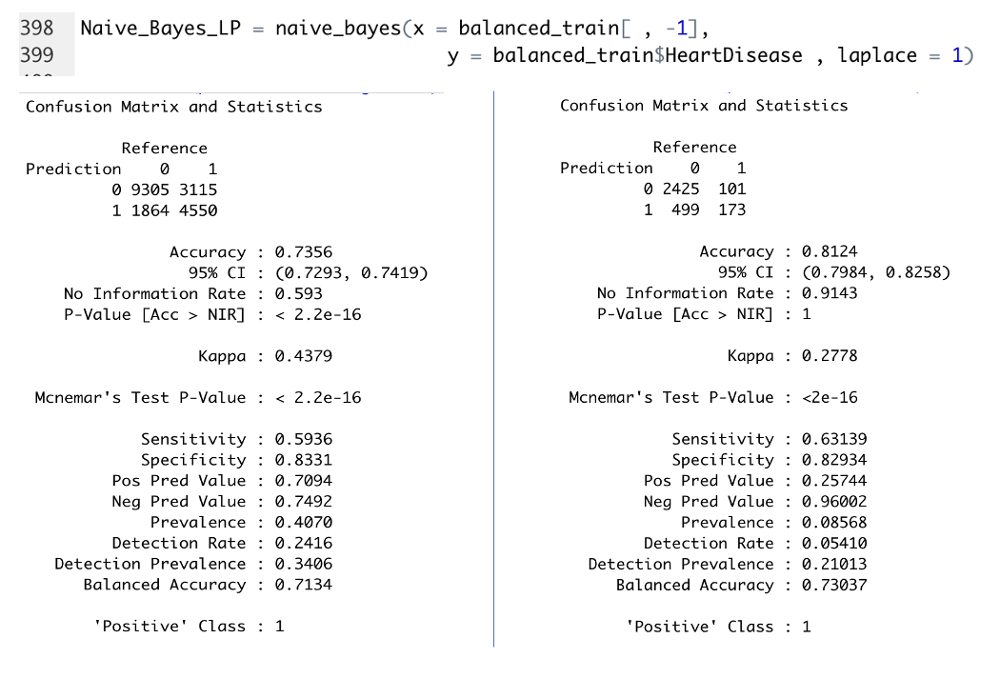 398 Naive_Bayes_LP = naive_bayes(x = balanced_train[ , -1],
399 y = balanced_train$HeartDisease , laplace = 1)
Confusion Matrix and Statistics
Reference
Prediction 0 1
0 9305 3115
1 1864 4550
Accuracy : 0.7356
95% CI : (0.7293, 0.7419)
No Information Rate : 0.593
P-Value [Acc > NIR] : < 2.2e-16
Kappa : 0.4379
Mcnemar's Test P-Value : < 2.2e-16
Sensitivity : 0.5936
Specificity : 0.8331
Pos Pred Value : 0.7094
Neg Pred Value : 0.7492
Prevalence : 0.4070
Detection Rate : 0.2416
Detection Prevalence : 0.3406
Balanced Accuracy : 0.7134
'Positive' Class : 1
Confusion Matrix and Statistics
Reference
Prediction 0 1
0 2425 101
1 499 173
Accuracy : 0.8124
95% CI : (0.7984, 0.8258)
No Information Rate : 0.9143
P-Value [Acc > NIR] : 1
Kappa : 0.2778
Mcnemar's Test P-Value : <2e-16
Sensitivity : 0.63139
Specificity : 0.82934
Pos Pred Value : 0.25744
Neg Pred Value : 0.96002
Prevalence : 0.08568
Detection Rate : 0.05410
Detection Prevalence : 0.21013
Balanced Accuracy : 0.73037
'Positive' Class : 1